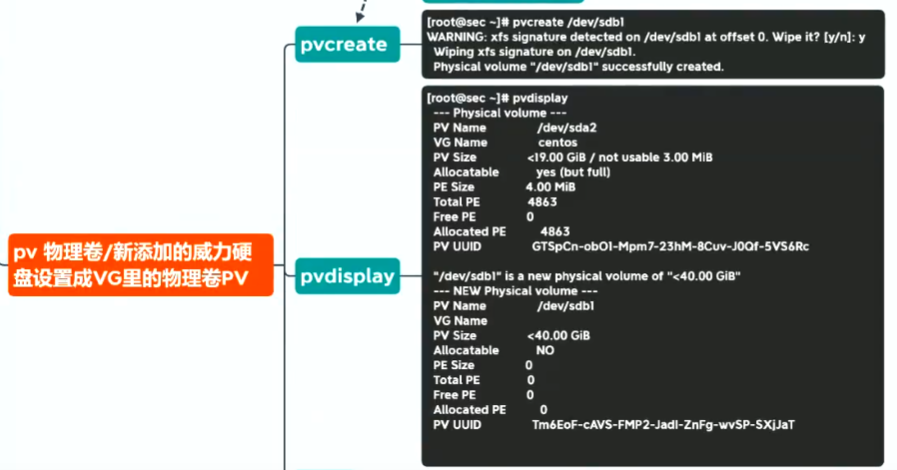 pvcreate
[root@sec ~]# pvcreate /dev/sdb1
WARNING: xfs signature detected on /dev/sdb1 at offset 0. Wipe it? [y/n]: y
Wiping xfs signature on /dev/sdb1.
Physical volume "/dev/sdb1" successfully created.
pv 物理卷/新添加的威力硬
盘设置成VG里的物理卷PV
pvdisplay
[root@sec ~]# pvdisplay
--- Physical volume ---
PV Name /dev/sda2
VG Name centos
PV Size <19.00 GiB / not usable 3.00 MiB
Allocatable yes (but full)
PE Size 4.00 MiB
Total PE 4863
Free PE 0
Allocated PE 4863
PV UUID GTSpCn-obO1-Mpm7-23hM-8Cuv-J0Qf-5VS6Rc
"/dev/sdb1" is a new physical volume of "<40.00 GiB"
--- NEW Physical volume ---
PV Name /dev/sdb1
VG Name
PV Size <40.00 GiB
Allocatable NO
PE Size 0
Total PE 0
Free PE 0
Allocated PE 0
PV UUID Tm6EoF-cAVS-FMP2-JadI-ZnFg-wvSP-SXjJaT